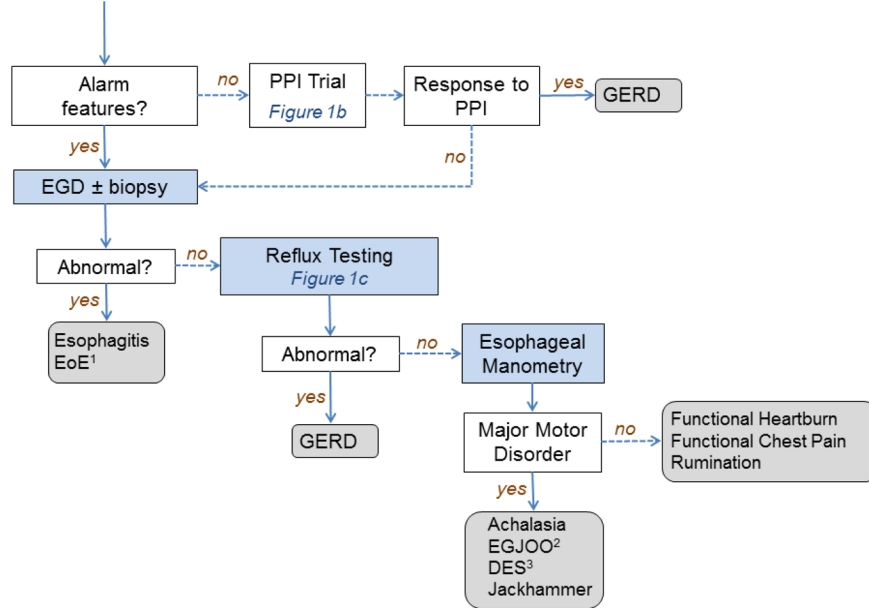 Alarm
features?
no
PPI Trial
Figure 1b
Response to
PPI
yes
GERD
yes
no
EGD ± biopsy
Abnormal?
no
Reflux Testing
Figure 1c
yes
Esophagitis
EoE¹
Abnormal?
no
Esophageal
Manometry
yes
GERD
Major Motor
Disorder
no
Functional Heartburn
Functional Chest Pain
Rumination
yes
Achalasia
EGJOO²
DES³
Jackhammer